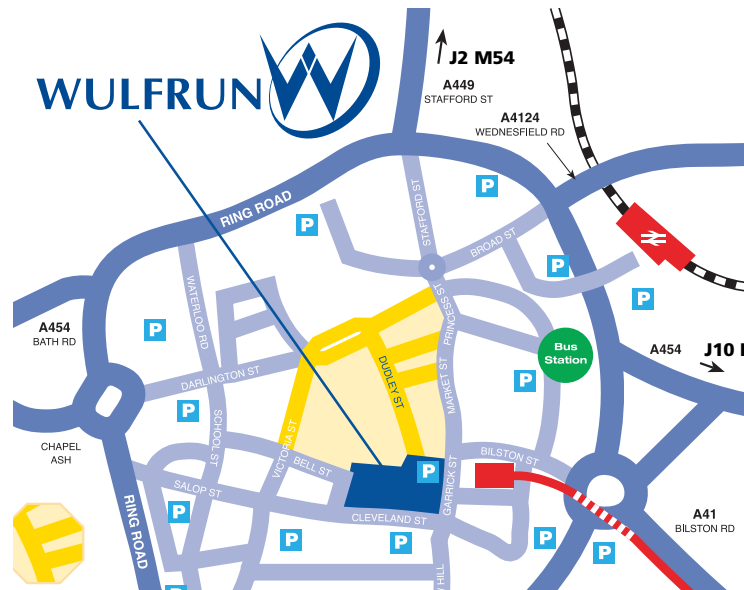 WULFRUN
W
J2 M54
A449
STAFFORD ST
A4124
WEDNESFIELD RD
P
RING ROAD
P
STAFFORD ST
BROAD ST
P
WATERLOO RD
P
PRINCESS ST
A454
BATH RD
P
Bus
Station
A454
J10
DARLINGTON ST
DUDLEY ST
MARKET ST
P
P
CHAPEL
ASH
SCHOOL ST
VICTORIA ST
BELL ST
BILSTON ST
P
SALOP ST
GARRICK ST
P
CLEVELAND ST
A41
BILSTON RD
RING ROAD
P
P
P
P
HILL
P